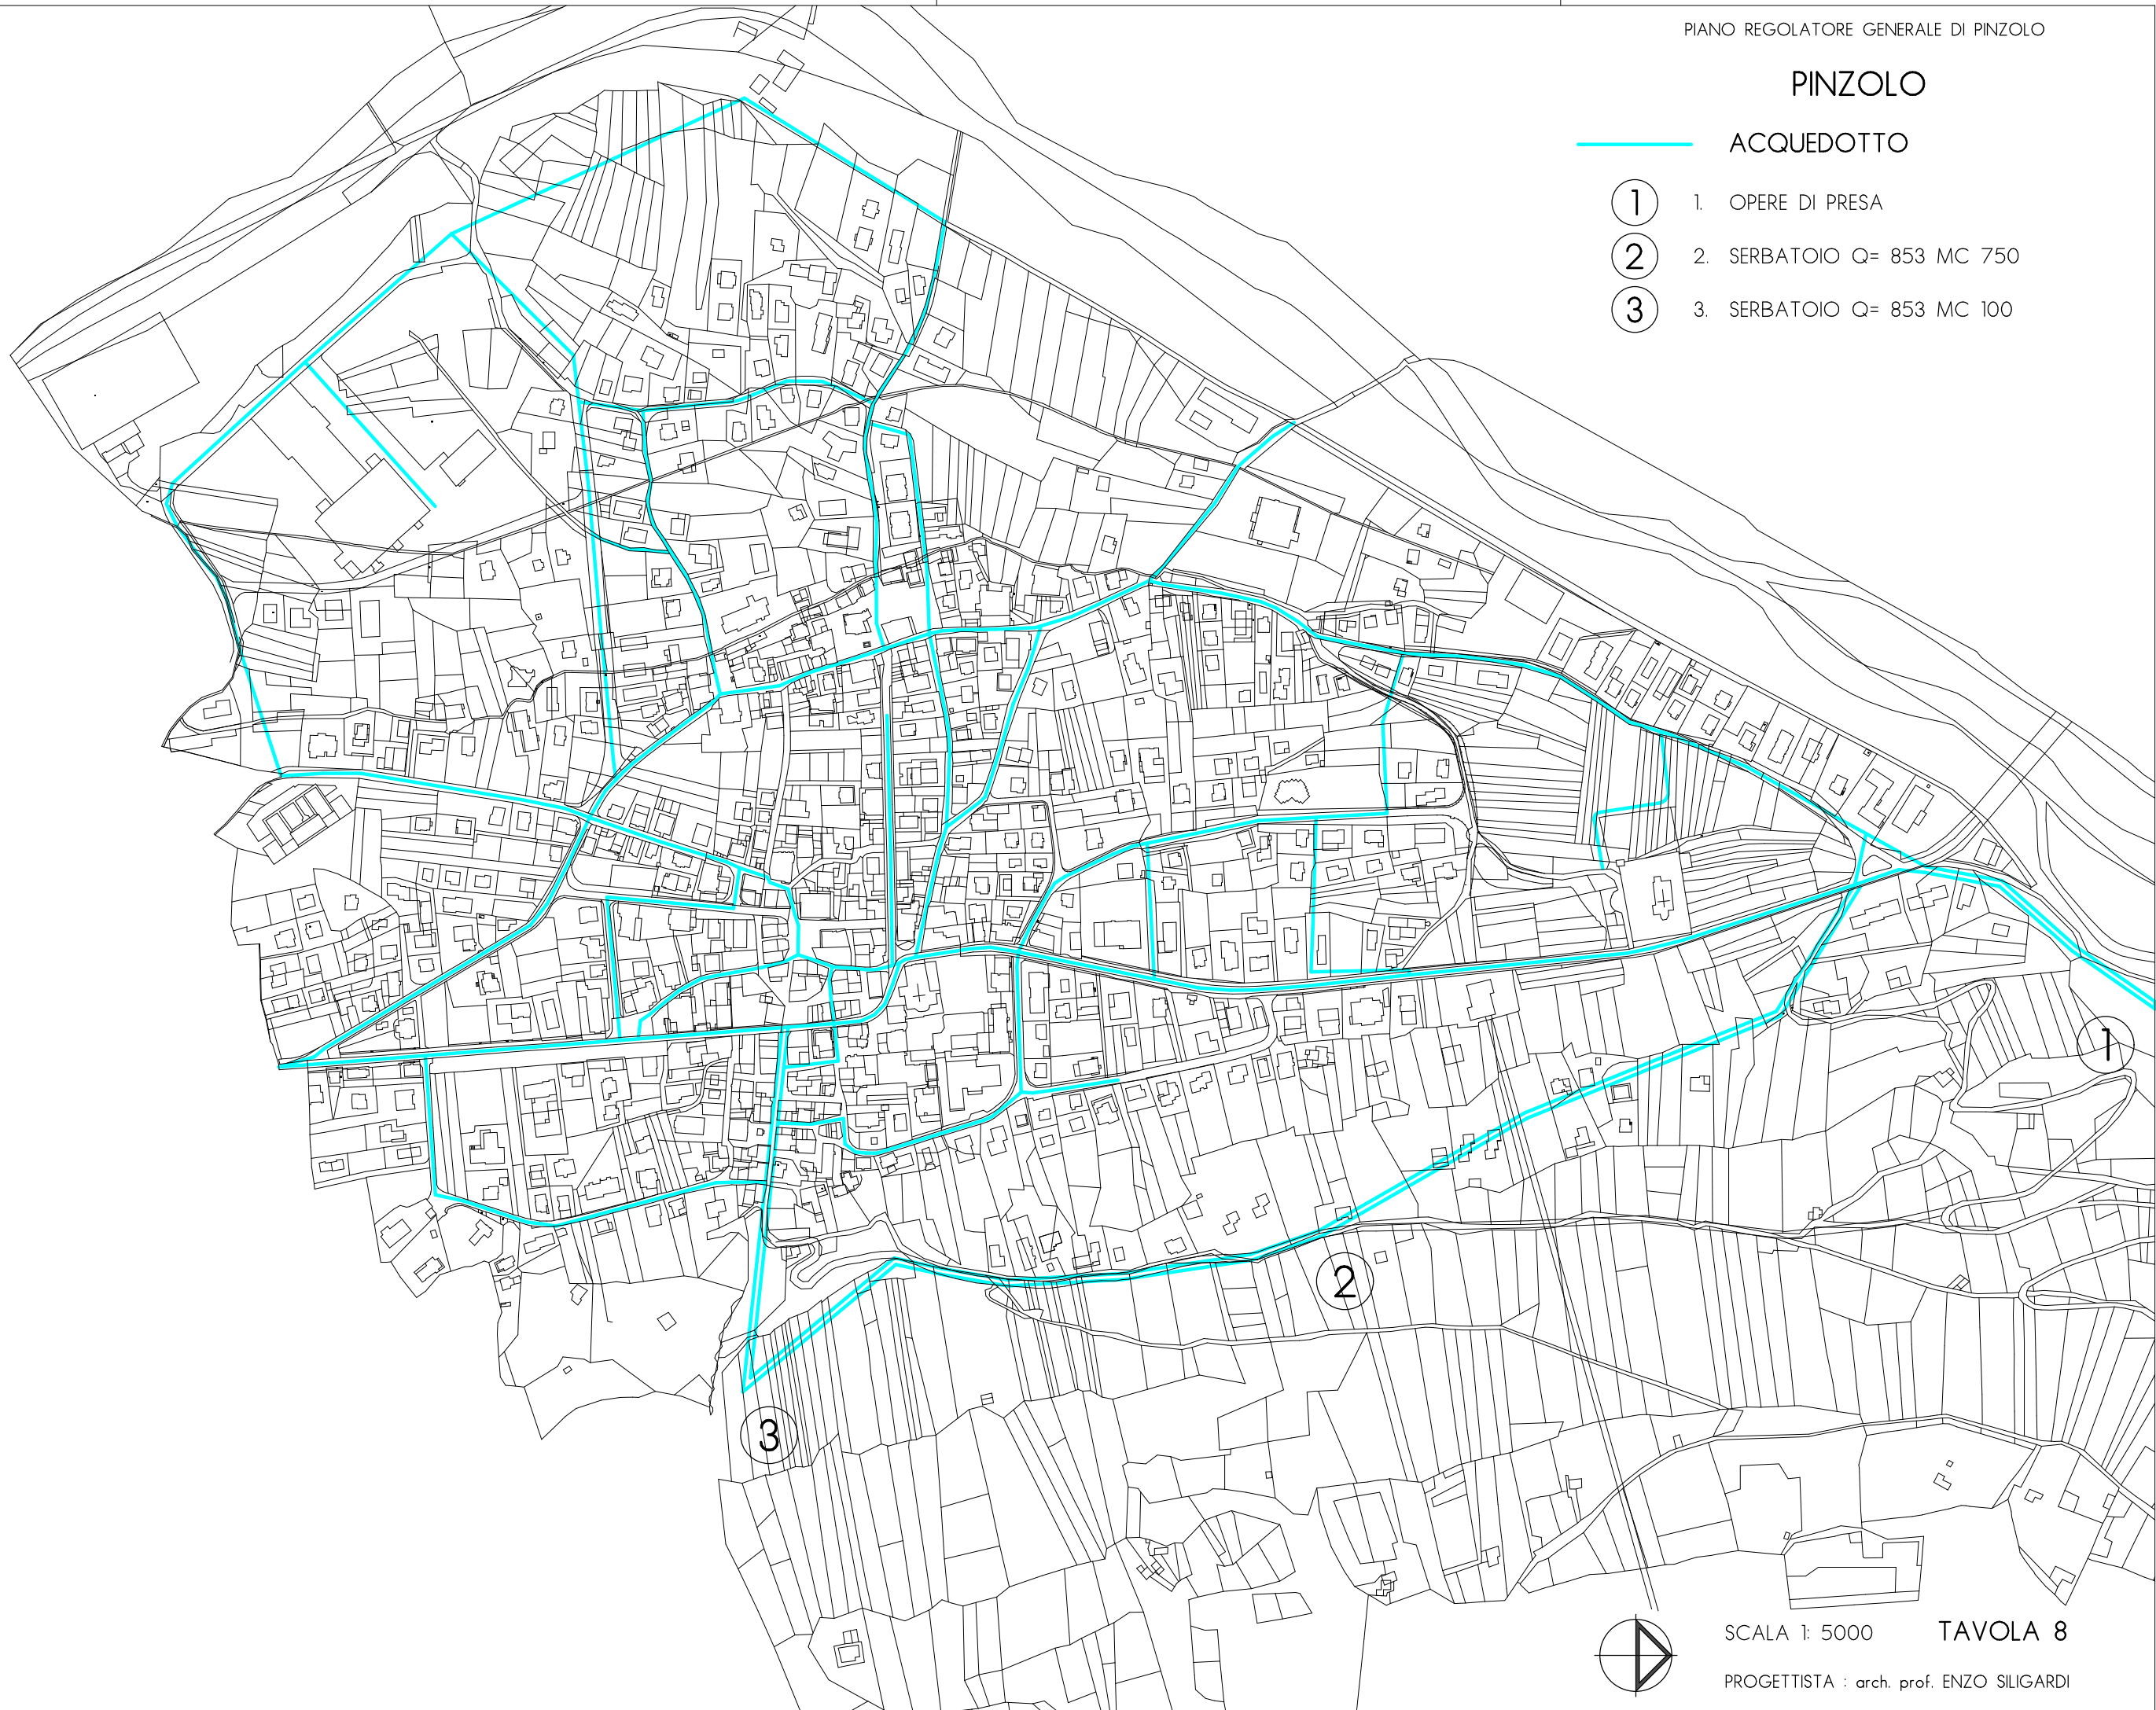 PIANO REGOLATORE GENERALE DI PINZOLO
PINZOLO
ACQUEDOTTO
1 1. OPERE DI PRESA
2 2. SERBATOIO Q= 853 MC 750
3 3. SERBATOIO Q= 853 MC 100
1
2
3
SCALA 1: 5000 TAVOLA 8
PROGETTISTA : arch. prof. ENZO SILIGARDI